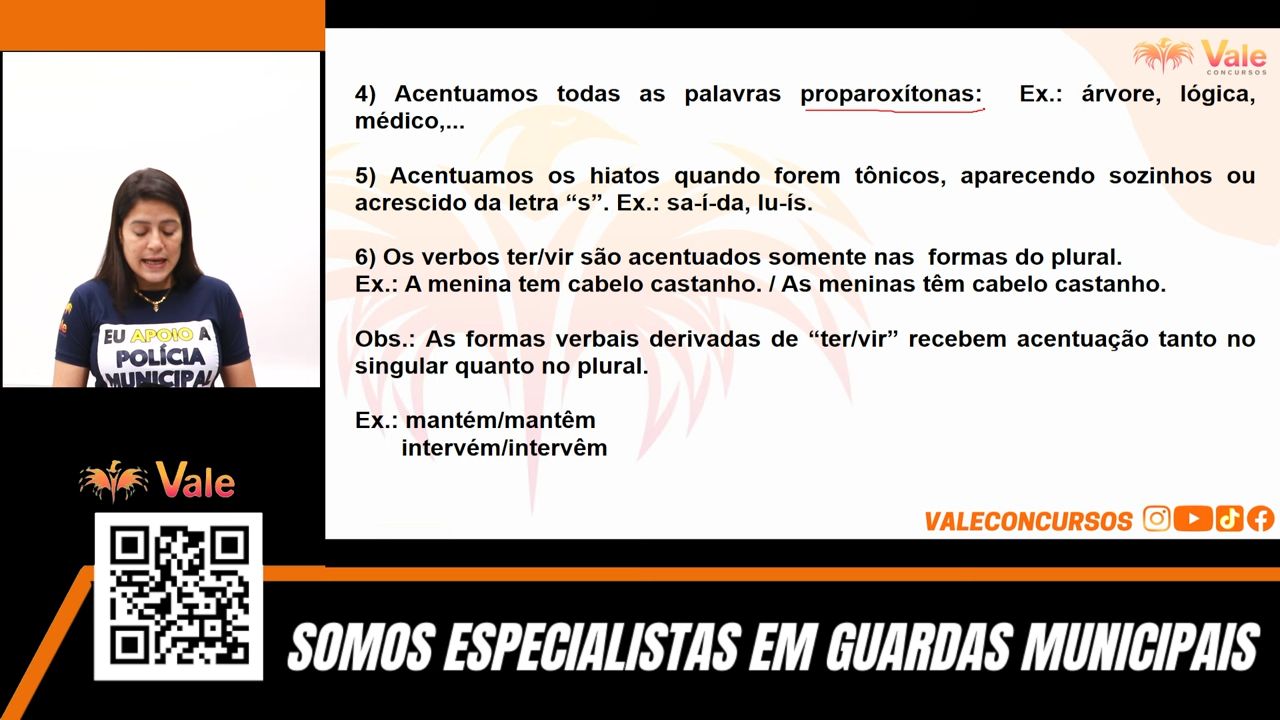 Vale
CONCURSOS
4) Acentuamos todas as palavras proparoxítonas: Ex.: árvore, lógica,
médico,...
5) Acentuamos os hiatos quando forem tônicos, aparecendo sozinhos ou
acrescido da letra “s”. Ex.: sa-í-da, lu-ís.
6) Os verbos ter/vir são acentuados somente nas formas do plural.
Ex.: A menina tem cabelo castanho. / As meninas têm cabelo castanho.
Obs.: As formas verbais derivadas de “ter/vir” recebem acentuação tanto no
singular quanto no plural.
Ex.: mantém/mantêm
intervém/intervêm
EU APOIO A
POLÍCIA
MUNICIPAL
Vale
VALECONCURSOS
SOMOS ESPECIALISTAS EM GUARDAS MUNICIPAIS